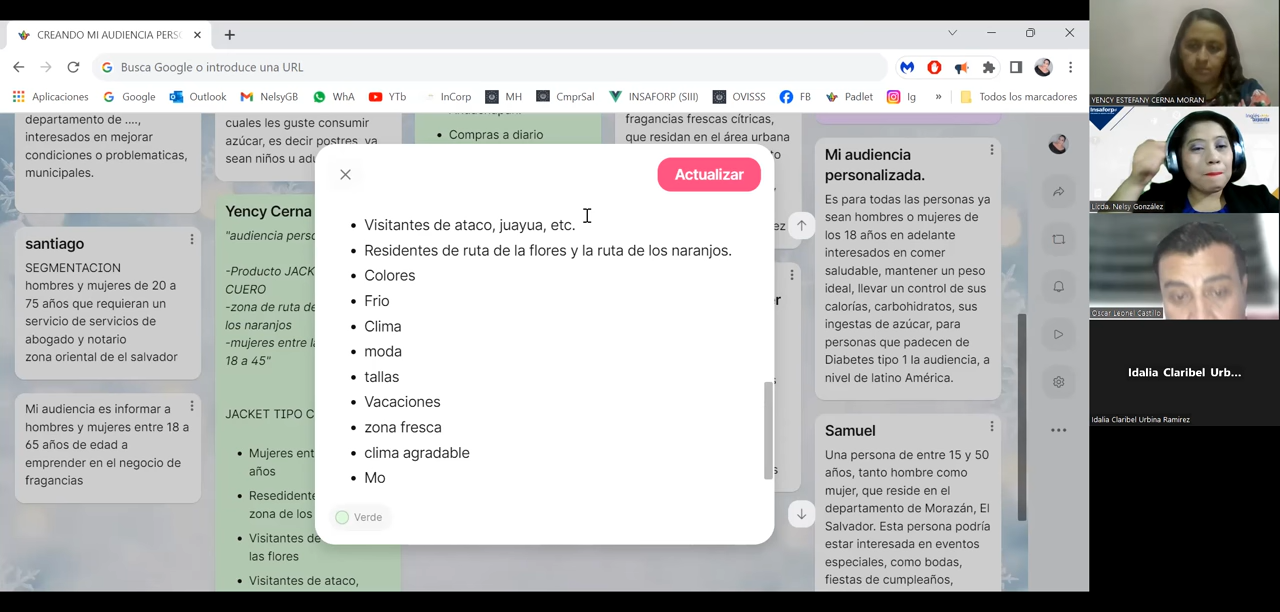 CREANDO MI AUDIENCIA PERSO
Busca Google o introduce una URL
Aplicaciones
Google
Outlook
NelsyGB
WhA
YTb
InCorp
MH
CmprSal
INSAFORP (SIII)
OVISSS
FB
Padlet
Ig
»
Todos los marcadores
departamento de ....,
interesados en mejorar
condiciones o problematicas,
municipales.
santiago
SEGMENTACION
hombres y mujeres de 20 a
75 años que requieran un
servicio de servicios de
abogado y notario
zona oriental de el salvador
Mi audiencia es informar a
hombres y mujeres entre 18 a
65 años de edad a
emprender en el negocio de
fragancias
cuales les guste consumir
azúcar, es decir postres, ya
sean niños u adu
Yency Cerna
"audiencia perso
-Producto JACK
CUERO
-zona de ruta de
los naranjos
-mujeres entre l
18 a 45"
JACKET TIPO C
• Mujeres ent
años
• Resedident
zona de los
• Visitantes de
las flores
• Visitantes de ataco,
• Compras a diario
fragancias frescas cítricas,
que residan en el área urbana
Actualizar
• Visitantes de ataco, juayua, etc.
• Residentes de ruta de la flores y la ruta de los naranjos.
• Colores
• Frio
• Clima
• moda
• tallas
• Vacaciones
• zona fresca
• clima agradable
• Mo
Verde
Mi audiencia
personalizada.
Es para todas las personas ya
sean hombres o mujeres de
los 18 años en adelante
interesados en comer
saludable, mantener un peso
ideal, llevar un control de sus
calorías, carbohidratos, sus
ingestas de azúcar, para
personas que padecen de
Diabetes tipo 1 la audiencia, a
nivel de latino América.
Samuel
Una persona de entre 15 y 50
años, tanto hombre como
mujer, que reside en el
departamento de Morazán, El
Salvador. Esta persona podría
estar interesada en eventos
especiales, como bodas,
fiestas de cumpleaños,
YENCY ESTEFANY CERNA MORAN
Insaforp
Licda. Nelsy González
Oscar Leonel Castillo
Idalia Claribel Urb...
Idalia Claribel Urbina Ramirez